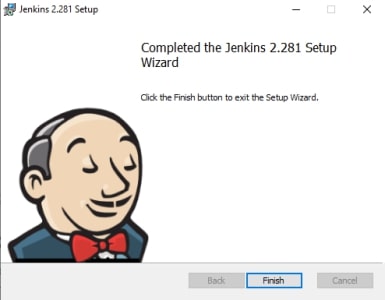 Jenkins 2.281 Setup
Completed the Jenkins 2.281 Setup
Wizard
Click the Finish button to exit the Setup Wizard.
Back Finish Cancel